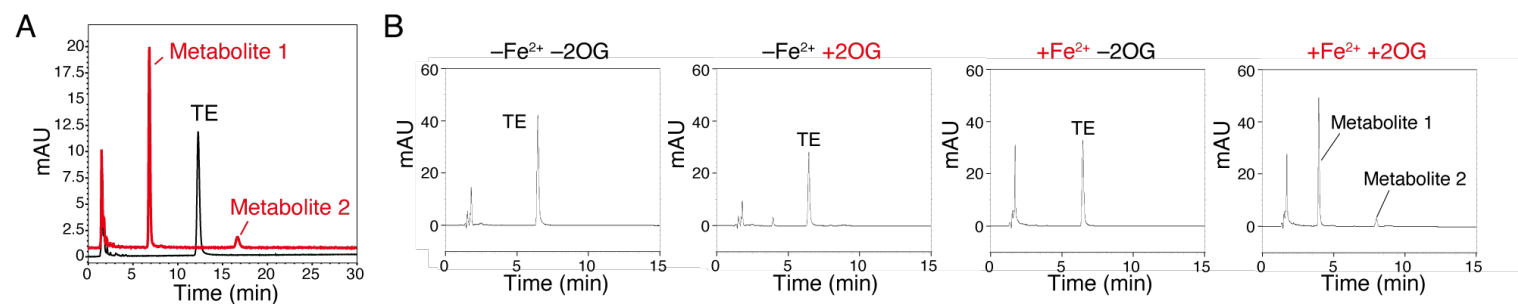 A
mAU
20
17.5
15
12.5
10
7.5
5
2.5
0
Metabolite 1
TE
Metabolite 2
0 5 10 15 20 25 30
Time (min)
B
–Fe²⁺ –2OG
mAU
60
40
20
0
TE
0 5 10 15
Time (min)
–Fe²⁺ +2OG
mAU
60
40
20
0
TE
0 5 10 15
Time (min)
+Fe²⁺ –2OG
mAU
60
40
20
0
TE
0 5 10 15
Time (min)
+Fe²⁺ +2OG
mAU
60
40
20
0
Metabolite 1
Metabolite 2
0 5 10 15
Time (min)